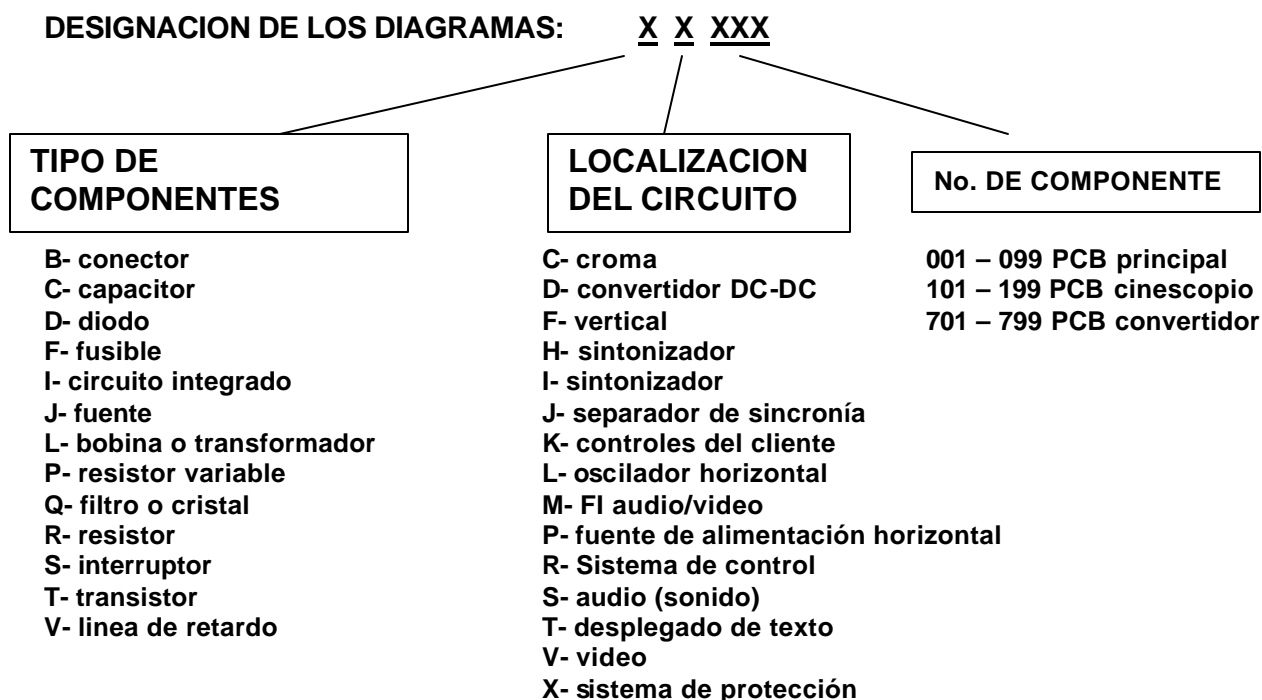 DESIGNACION DE LOS DIAGRAMAS: X X XXX
TIPO DE
COMPONENTES
B- conector
C- capacitor
D- diodo
F- fusible
I- circuito integrado
J- fuente
L- bobina o transformador
P- resistor variable
Q- filtro o cristal
R- resistor
S- interruptor
T- transistor
V- linea de retardo
LOCALIZACION
DEL CIRCUITO
C- croma
D- convertidor DC-DC
F- vertical
H- sintonizador
I- sintonizador
J- separador de sincronía
K- controles del cliente
L- oscilador horizontal
M- FI audio/video
P- fuente de alimentación horizontal
R- Sistema de control
S- audio (sonido)
T- desplegado de texto
V- video
X- sistema de protección
No. DE COMPONENTE
001 – 099 PCB principal
101 – 199 PCB cinescopio
701 – 799 PCB convertidor